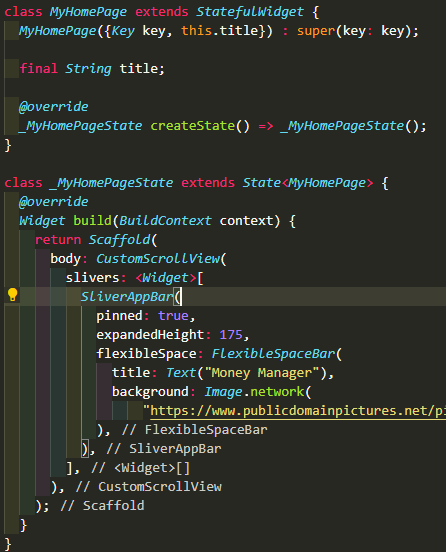 class MyHomePage extends StatefulWidget {
  MyHomePage({Key key, this.title}) : super(key: key);

  final String title;

  @override
  _MyHomePageState createState() => _MyHomePageState();
}

class _MyHomePageState extends State<MyHomePage> {
  @override
  Widget build(BuildContext context) {
    return Scaffold(
      body: CustomScrollView(
        slivers: <Widget>[
          SliverAppBar(
            pinned: true,
            expandedHeight: 175,
            flexibleSpace: FlexibleSpaceBar(
              title: Text("Money Manager"),
              background: Image.network(
                  "https://www.publicdomainpictures.net/pi
            ), // FlexibleSpaceBar
          ), // SliverAppBar
        ], // <Widget>[]
      ), // CustomScrollView
    ); // Scaffold
  }
}